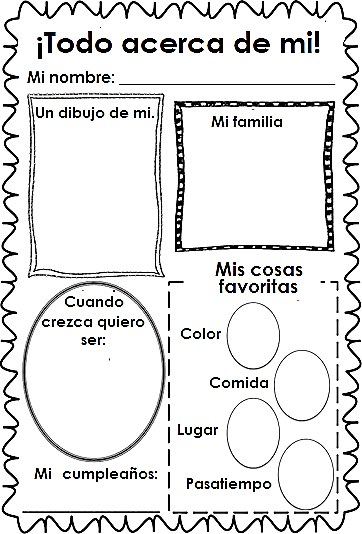 ¡Todo acerca de mi!
Mi nombre:
Un dibujo de mi.
Mi familia
Mis cosas
favoritas
Cuando
crezca quiero
ser:
Color
Comida
Lugar
Pasatiempo
Mi cumpleaños: